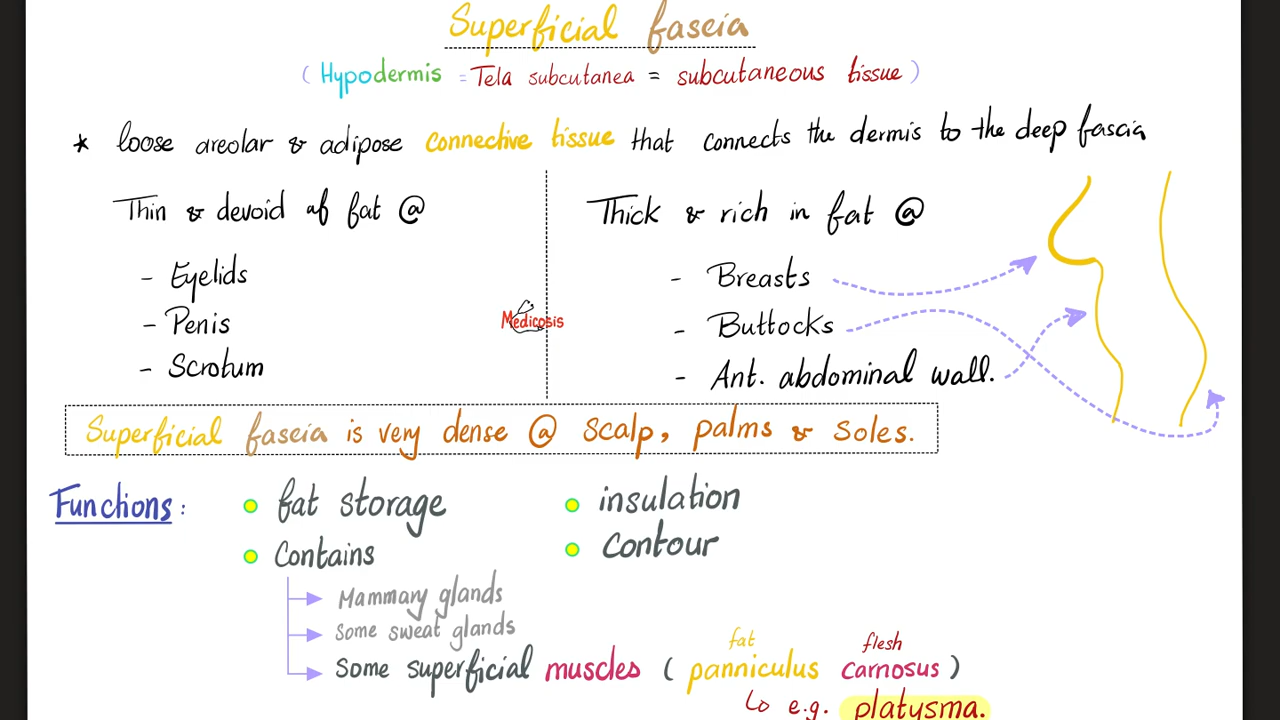 Superficial fascia
(Hypodermis = Tela subcutanea = subcutaneous tissue)
* loose areolar & adipose connective tissue that connects the dermis to the deep fascia
Thin & devoid of fat @
- Eyelids
- Penis
- Scrotum
Medicosis
Thick & rich in fat @
- Breasts
- Buttocks
- Ant. abdominal wall.
Superficial fascia is very dense @ Scalp, palms & Soles.
Functions:
fat storage
insulation
Contains
Contour
Mammary glands
Some sweat glands
fat flesh
Some superficial muscles (panniculus carnosus)
e.g. platysma.